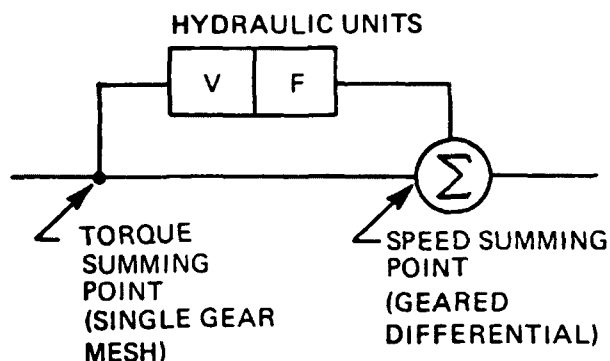 HYDRAULIC UNITS
V F
Σ
TORQUE
SUMMING
POINT
(SINGLE GEAR
MESH)
SPEED SUMMING
POINT
(GEARED
DIFFERENTIAL)